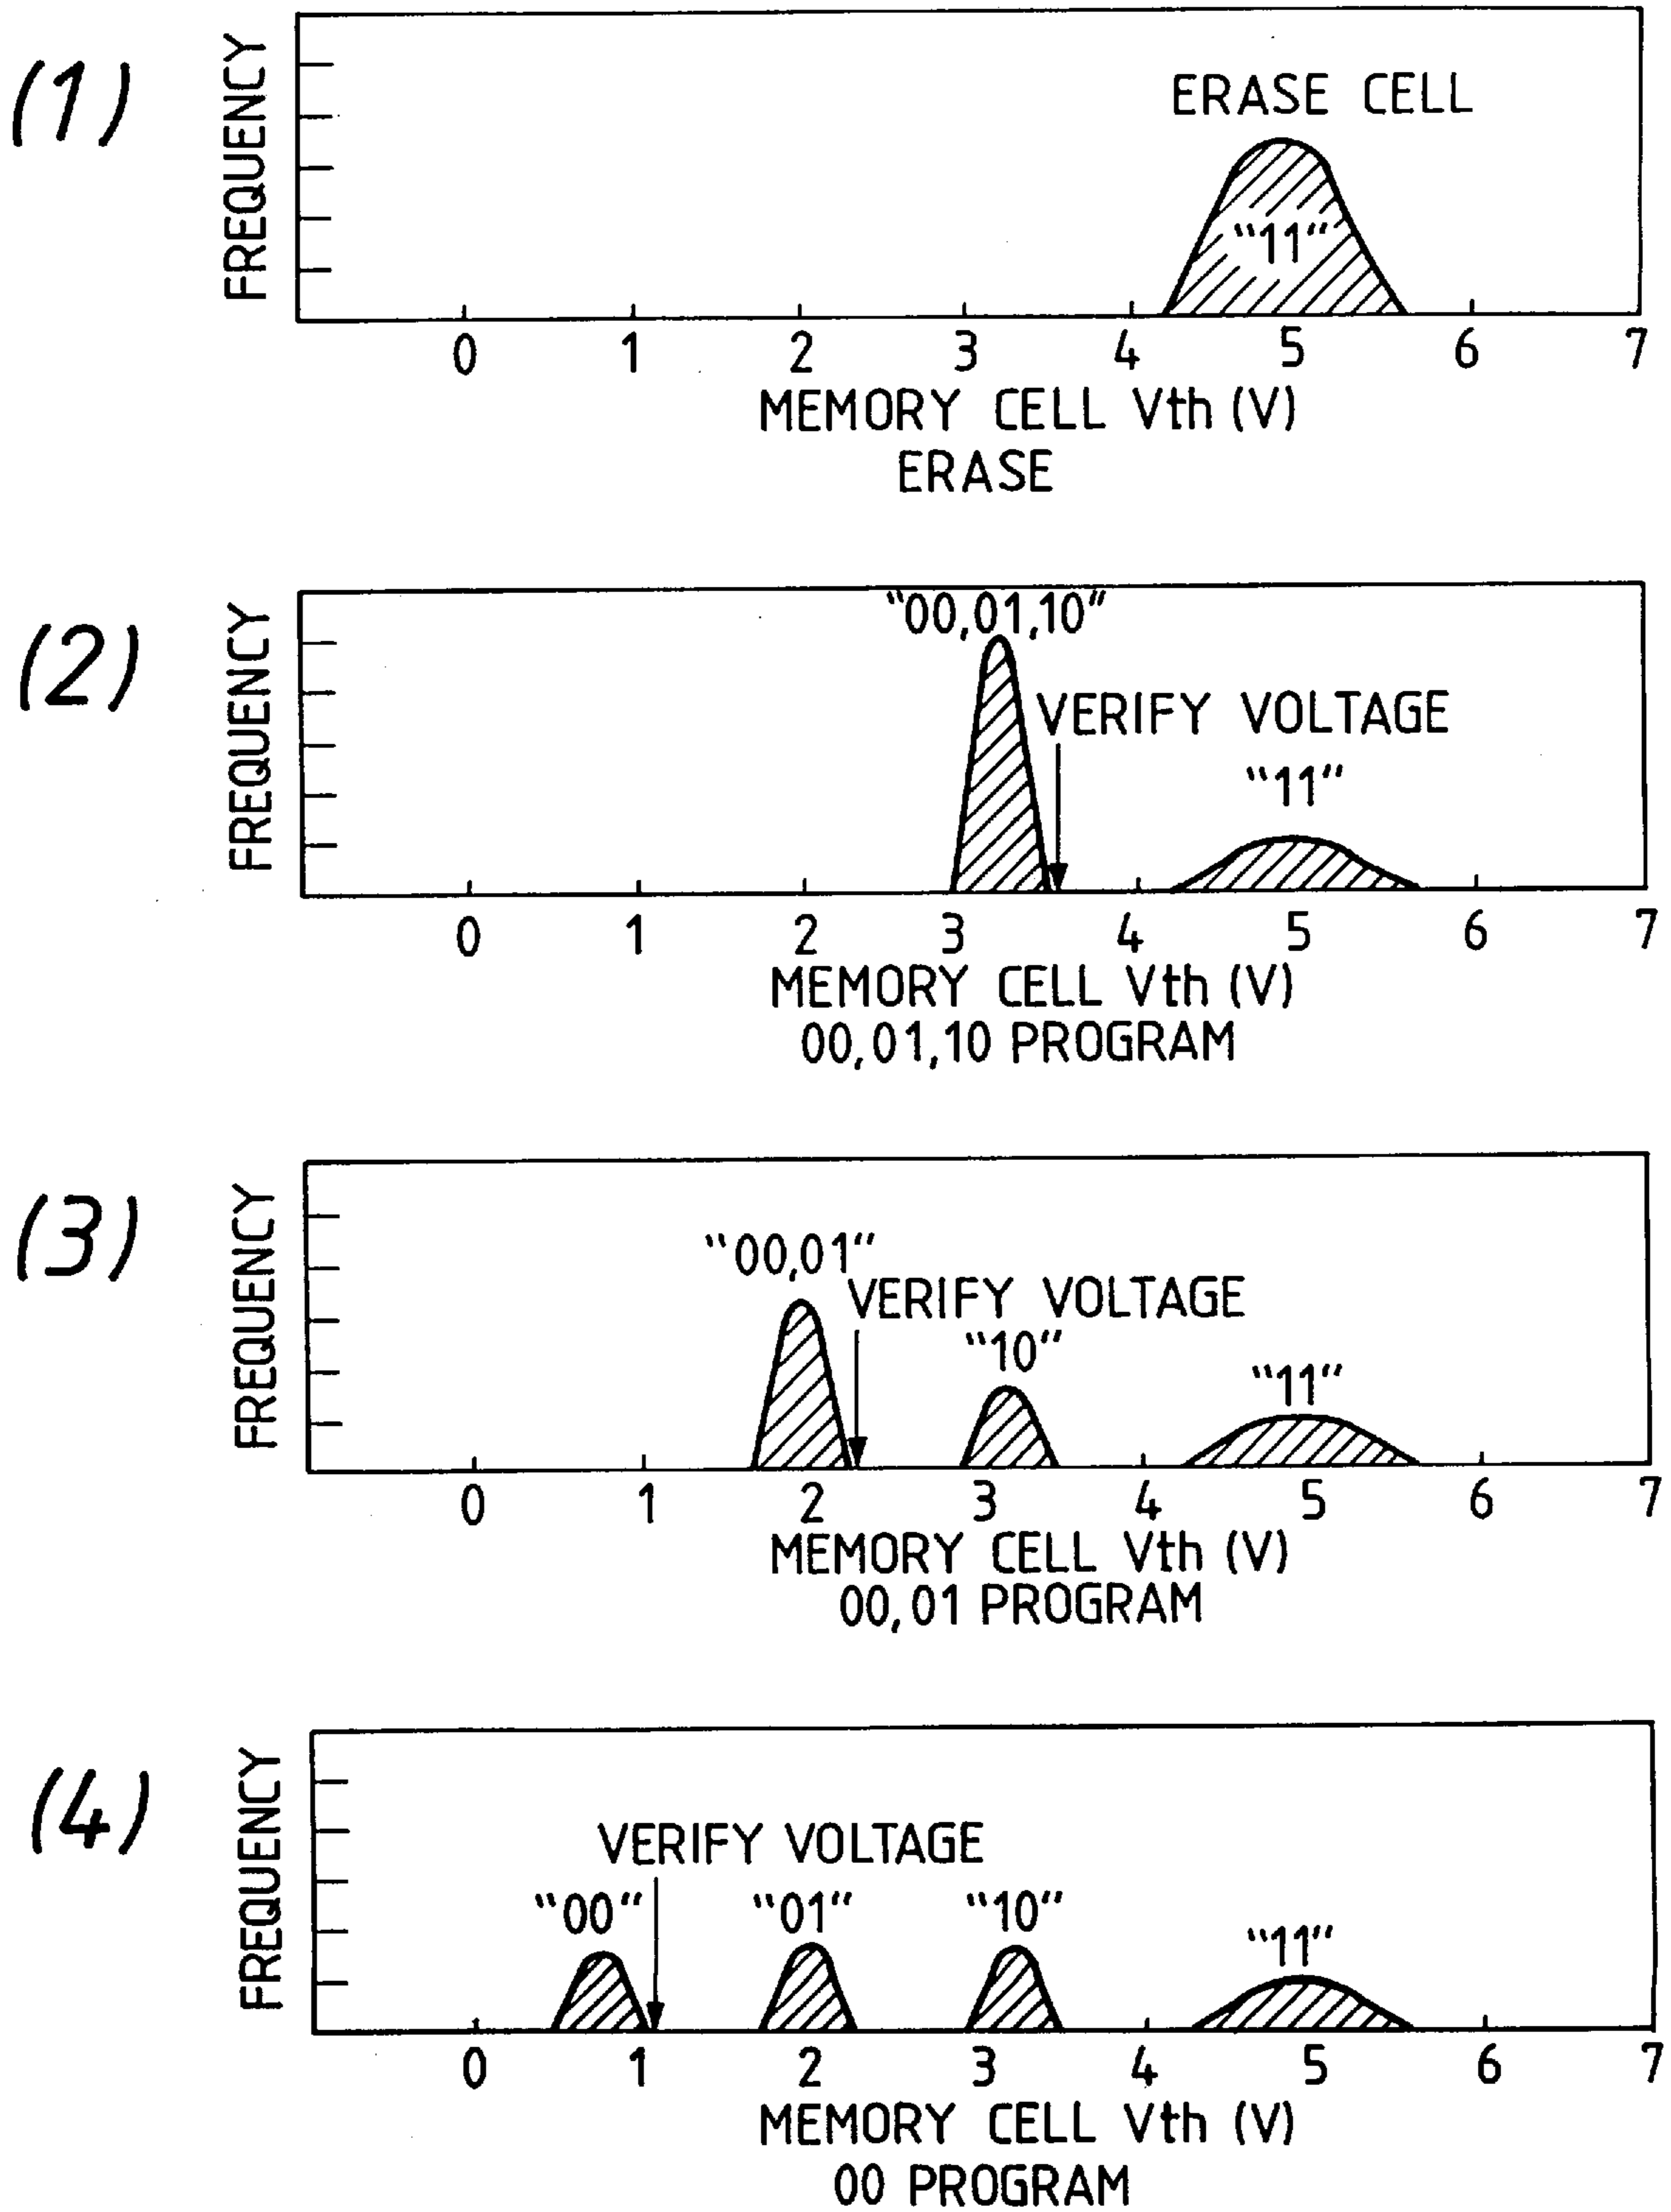 (1)
FREQUENCY
ERASE CELL
"11"
0 1 2 3 4 5 6 7
MEMORY CELL Vth (V)
ERASE
(2)
FREQUENCY
"00,01,10"
VERIFY VOLTAGE
"11"
0 1 2 3 4 5 6 7
MEMORY CELL Vth (V)
00,01,10 PROGRAM
(3)
FREQUENCY
"00,01"
VERIFY VOLTAGE
"10"
"11"
0 1 2 3 4 5 6 7
MEMORY CELL Vth (V)
00,01 PROGRAM
(4)
FREQUENCY
VERIFY VOLTAGE
"00" "01" "10" "11"
0 1 2 3 4 5 6 7
MEMORY CELL Vth (V)
00 PROGRAM